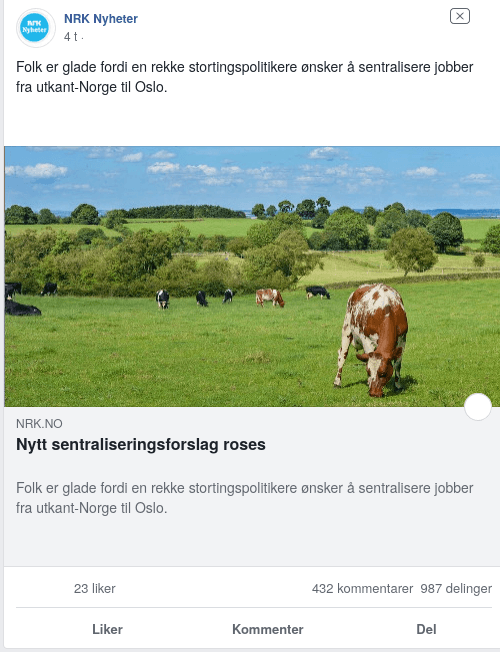 NRK
Nyheter
NRK Nyheter
4 t ·
Folk er glade fordi en rekke stortingspolitikere ønsker å sentralisere jobber
fra utkant-Norge til Oslo.
NRK.NO
Nytt sentraliseringsforslag roses
Folk er glade fordi en rekke stortingspolitikere ønsker å sentralisere jobber
fra utkant-Norge til Oslo.
23 liker 432 kommentarer 987 delinger
Liker Kommenter Del